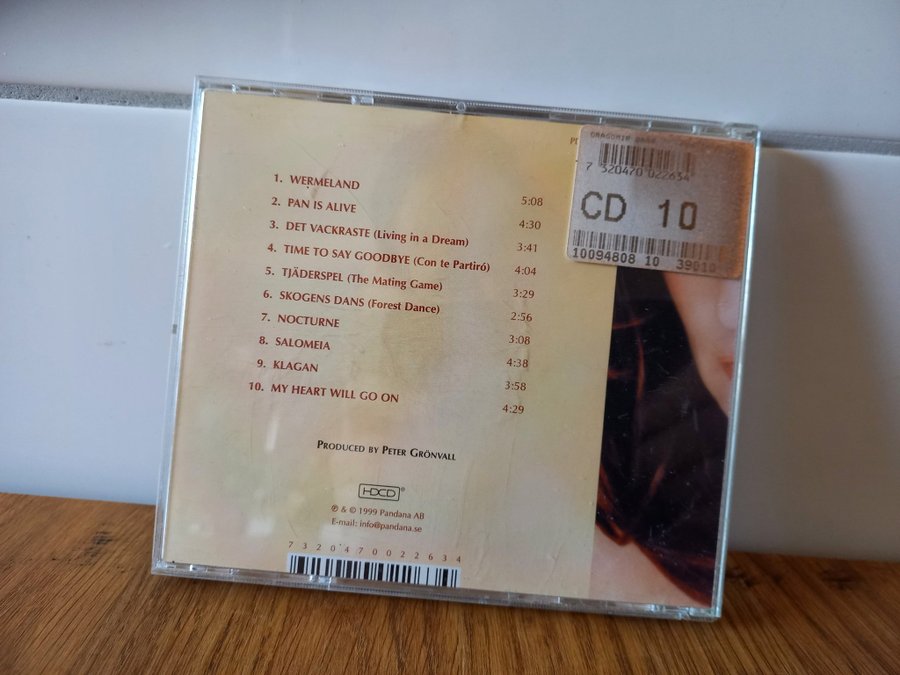 1. WERMELAND 5:08
2. PAN IS ALIVE 4:30
3. DET VACKRASTE (Living in a Dream) 3:41
4. TIME TO SAY GOODBYE (Con te Partiró) 4:04
5. TJÄDERSPEL (The Mating Game) 3:29
6. SKOGENS DANS (Forest Dance) 2:56
7. NOCTURNE 3:08
8. SALOMEIA 4:38
9. KLAGAN 3:58
10. MY HEART WILL GO ON 4:29
PRODUCED BY PETER GRÖNVALL
HDCD®
℗ & © 1999 Pandana AB
E-mail: info@pandana.se
7320470022634
7 320470 022634
CD 10
10094808 10 39010